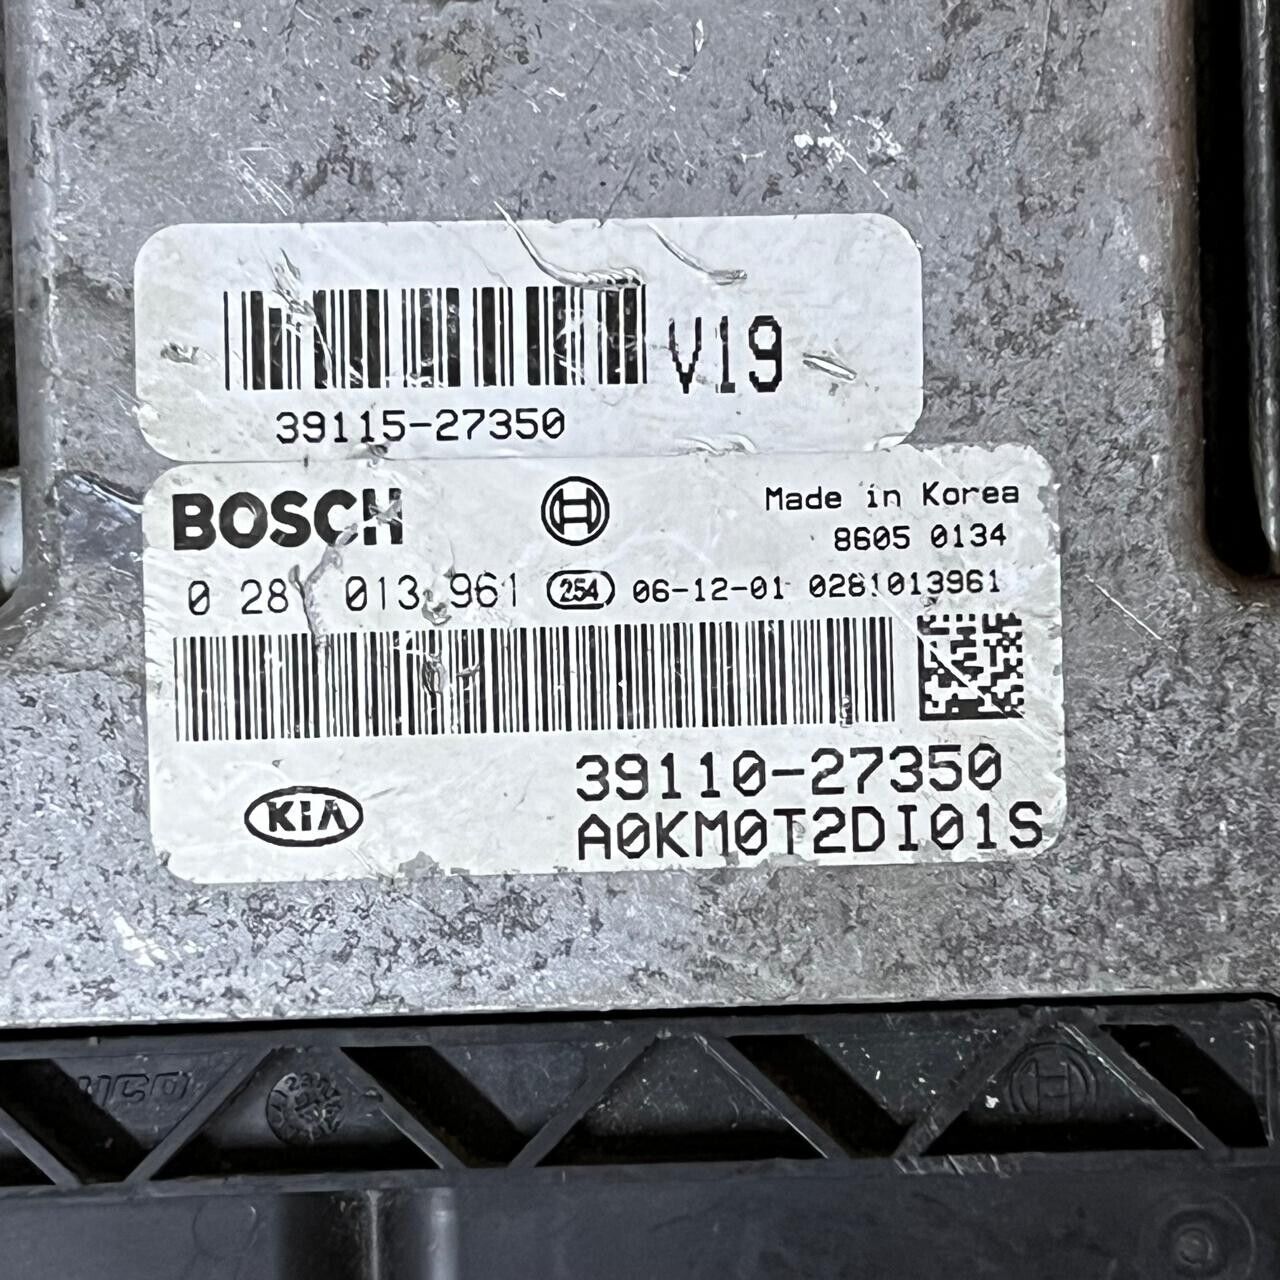 V19
39115-27350
BOSCH
Made in Korea
8605 0134
0 281 013 961 254 06-12-01 0281013961
39110-27350
KIA
A0KM0T2DI01S